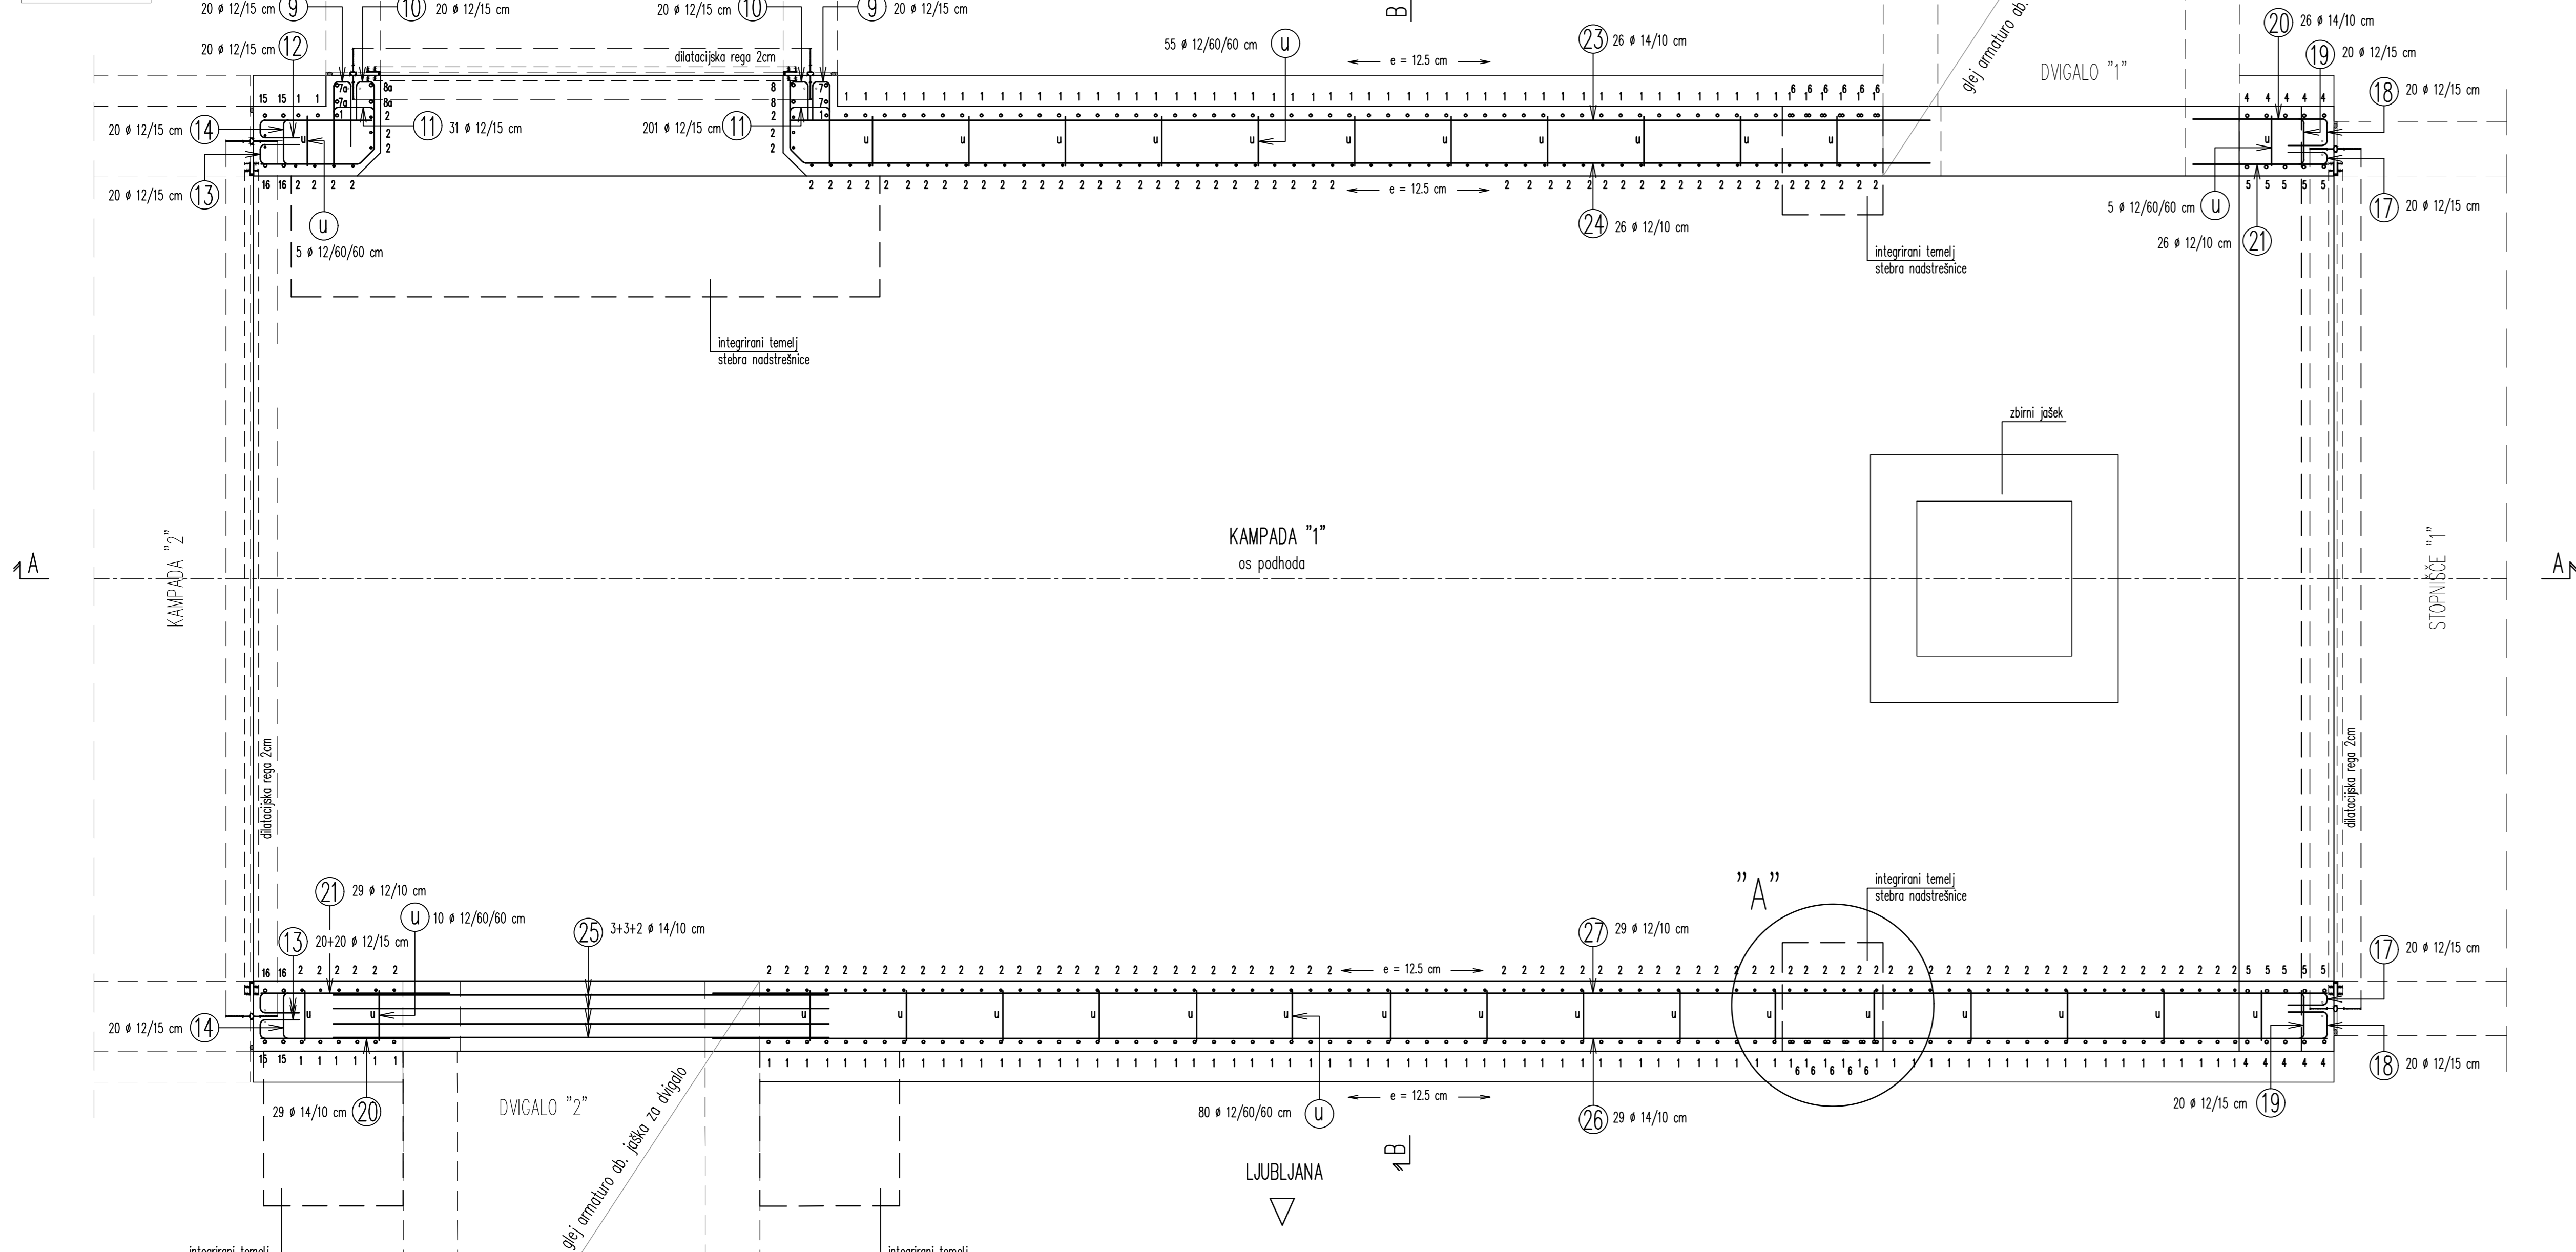 20 ø 12/15 cm 9
10 20 ø 12/15 cm
20 ø 12/15 cm 10
9 20 ø 12/15 cm
B
20 26 ø 14/10 cm
20 ø 12/15 cm 12
dilatacijska rega 2cm
55 ø 12/60/60 cm u
23 26 ø 14/10 cm
e = 12.5 cm
glej armaturo ab.
DVIGALO "1"
19 20 ø 12/15 cm
18 20 ø 12/15 cm
20 ø 12/15 cm 14
11 31 ø 12/15 cm
201 ø 12/15 cm 11
20 ø 12/15 cm 13
e = 12.5 cm
5 ø 12/60/60 cm u
17 20 ø 12/15 cm
u
5 ø 12/60/60 cm
24 26 ø 12/10 cm
26 ø 12/10 cm 21
integrirani temelj
stebra nadstrešnice
integrirani temelj
stebra nadstrešnice
zbirni jašek
KAMPADA "1"
os podhoda
A
A
KAMPADA "2"
STOPNIŠČE "1"
dilatacijska rega 2cm
dilatacijska rega 2cm
21 29 ø 12/10 cm
u 10 ø 12/60/60 cm
25 3+3+2 ø 14/10 cm
13 20+20 ø 12/15 cm
27 29 ø 12/10 cm
"A"
integrirani temelj
stebra nadstrešnice
17 20 ø 12/15 cm
e = 12.5 cm
20 ø 12/15 cm 14
18 20 ø 12/15 cm
29 ø 14/10 cm 20
DVIGALO "2"
glej armaturo ab. jaška za dvigalo
80 ø 12/60/60 cm u
e = 12.5 cm
26 29 ø 14/10 cm
20 ø 12/15 cm 19
B
LJUBLJANA
integrirani temelj
integrirani temelj